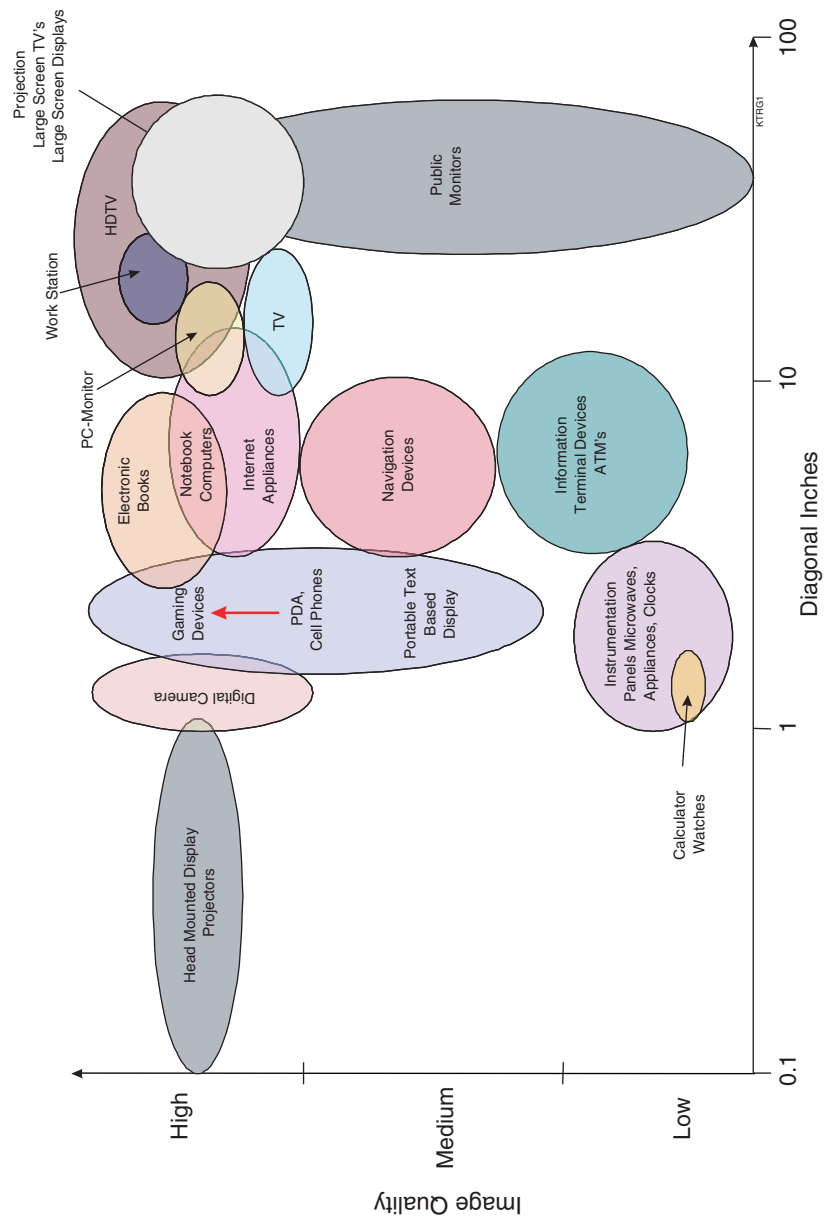 Projection
Large Screen TV's
Large Screen Displays
Work Station
HDTV
PC-Monitor
TV
Electronic
Books
Notebook
Computers
Internet
Appliances
Public
Monitors
Gaming
Devices
PDA,
Cell Phones
Portable Text
Based
Display
Navigation
Devices
Information
Terminal Devices
ATM's
Digital Camera
Head Mounted Display
Projectors
Instrumentation
Panels Microwaves,
Appliances, Clocks
Calculator
Watches
KTRG1
High
Medium
Low
Image Quality
0.1
1
10
100
Diagonal Inches